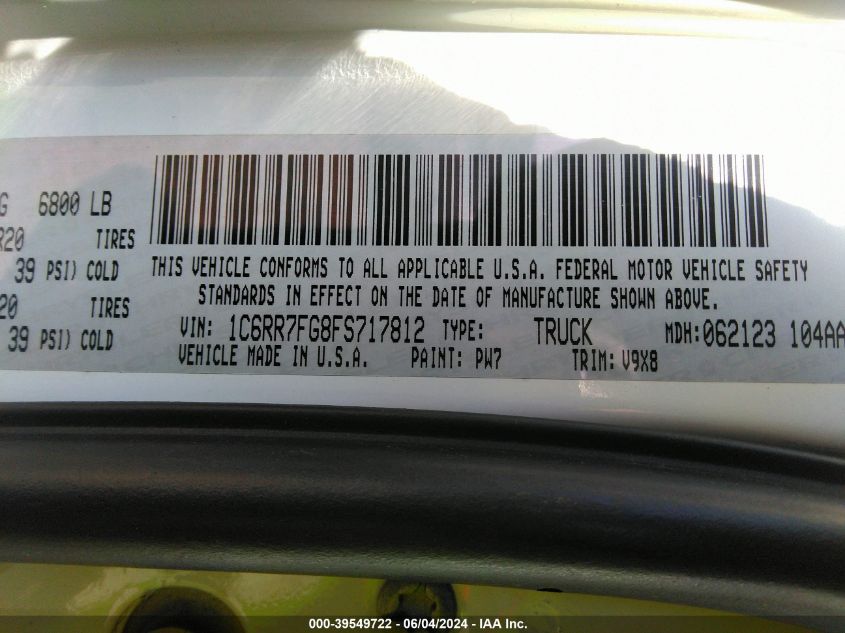 G 6800 LB
R20 TIRES
39 PSI) COLD
20 TIRES
39 PSI) COLD
THIS VEHICLE CONFORMS TO ALL APPLICABLE U.S.A. FEDERAL MOTOR VEHICLE SAFETY
STANDARDS IN EFFECT ON THE DATE OF MANUFACTURE SHOWN ABOVE.
VIN: 1C6RR7FG8FS717812 TYPE: TRUCK MDH:062123 104AA
VEHICLE MADE IN U.S.A. PAINT: PW7 TRIM: V9X8
000-39549722 - 06/04/2024 - IAA Inc.